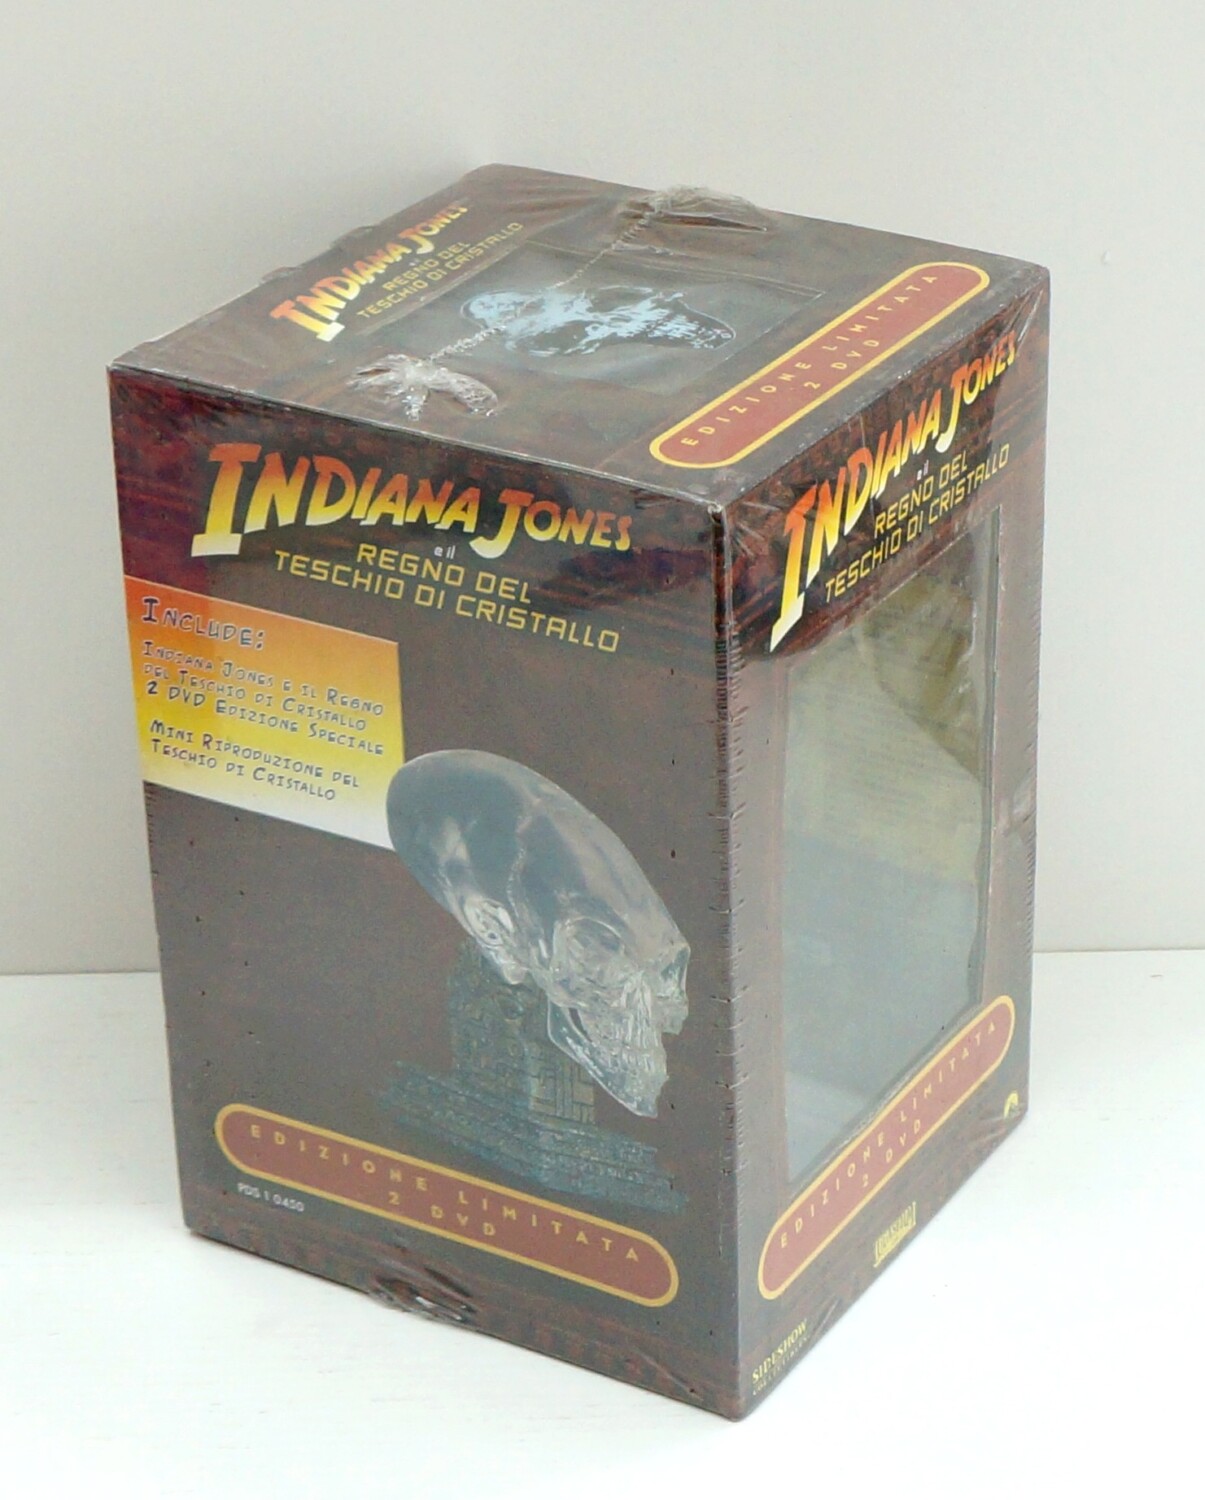 INDIANA JONES
e il
REGNO DEL
TESCHIO DI CRISTALLO
EDIZIONE LIMITATA
2 DVD
INDIANA JONES
e il
REGNO DEL
TESCHIO DI CRISTALLO
INCLUDE:
INDIANA JONES E IL REGNO
DEL TESCHIO DI CRISTALLO
2 DVD EDIZIONE SPECIALE
MINI RIPRODUZIONE DEL
TESCHIO DI CRISTALLO
EDIZIONE LIMITATA
2 DVD
PDS 1 0450
INDIANA JONES
e il
REGNO DEL
TESCHIO DI CRISTALLO
EDIZIONE LIMITATA
2 DVD
SIDESHOW